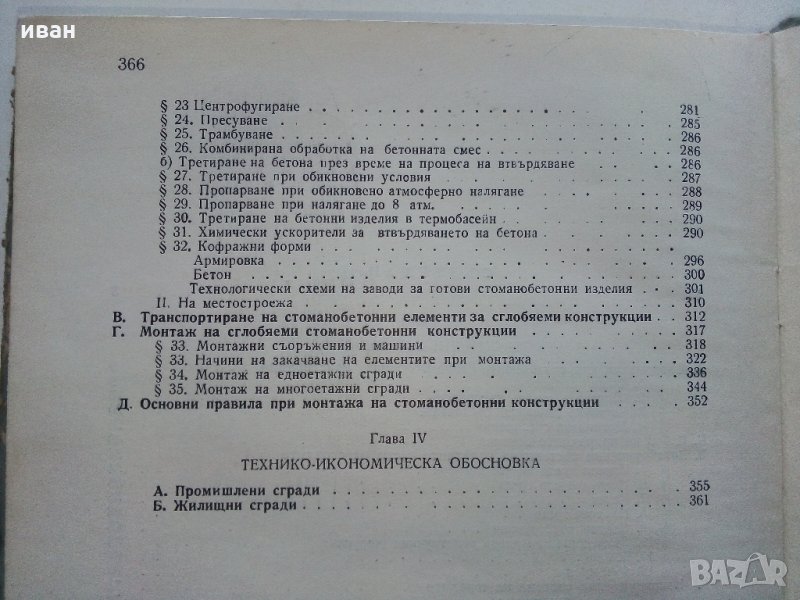 иван
366
§ 23 Центрофугиране . . . . . . . . . . . . . . . 281
§ 24. Пресуване . . . . . . . . . . . . . . . 285
§ 25. Трамбуване . . . . . . . . . . . . . . . 286
§ 26. Комбинирана обработка на бетонната смес . . . . . . . . 286
б) Третиране на бетона през време на процеса на втвърдяване . . . . 286
§ 27. Третиране при обикновени условия . . . . . . . . . . 287
§ 28. Пропарване при обикновено атмосферно налягане . . . . . . 288
§ 29. Пропарване при налягане до 8 атм. . . . . . . . . . . 289
§ 30. Третиране на бетонни изделия в термобасейн . . . . . . . 290
§ 31. Химически ускорители за втвърдяването на бетона . . . . . 290
§ 32. Кофражни форми . . . . . . . . . . . . . .
Армировка . . . . . . . . . . . . . . . 296
Бетон . . . . . . . . . . . . . . . 300
Технологически схеми на заводи за готови стоманобетонни изделия . . 301
II. На местостроежа . . . . . . . . . . . . . . . 310
В. Транспортиране на стоманобетонни елементи за сглобяеми конструкции . . 312
Г. Монтаж на сглобяеми стоманобетонни конструкции . . . . . . . 317
§ 33. Монтажни съоръжения и машини . . . . . . . . . . 318
§ 33. Начини на закачване на елементите при монтажа . . . . . . 322
§ 34. Монтаж на едноетажни сгради . . . . . . . . . . . 336
§ 35. Монтаж на многоетажни сгради . . . . . . . . . . . 344
Д. Основни правила при монтажа на стоманобетонни конструкции . . . . 352
Глава IV
ТЕХНИКО-ИКОНОМИЧЕСКА ОБОСНОВКА
А. Промишлени сгради . . . . . . . . . . . . . . . 355
Б. Жилищни сгради . . . . . . . . . . . . . . . 361
BAZAR